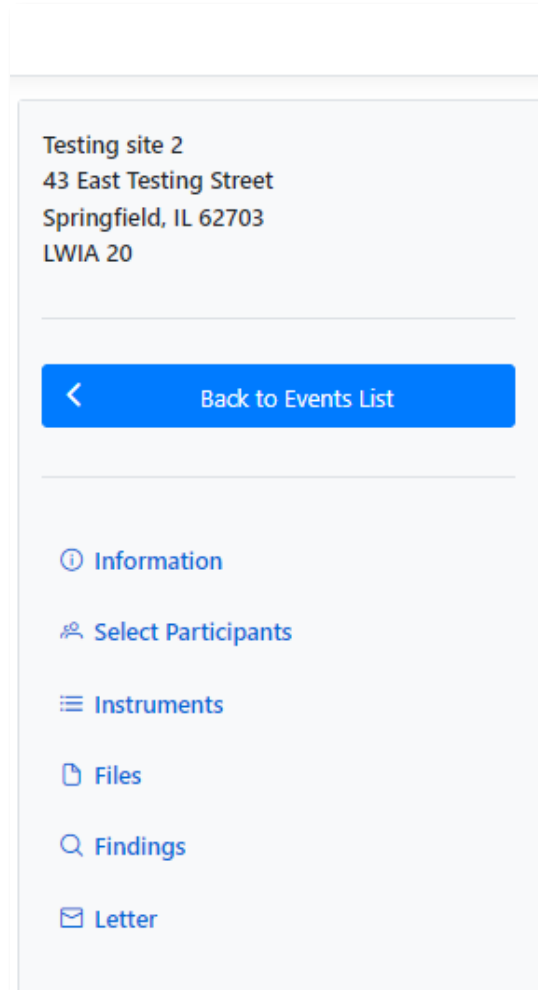 Testing site 2
43 East Testing Street
Springfield, IL 62703
LWIA 20
Back to Events List
Information
Select Participants
Instruments
Files
Findings
Letter